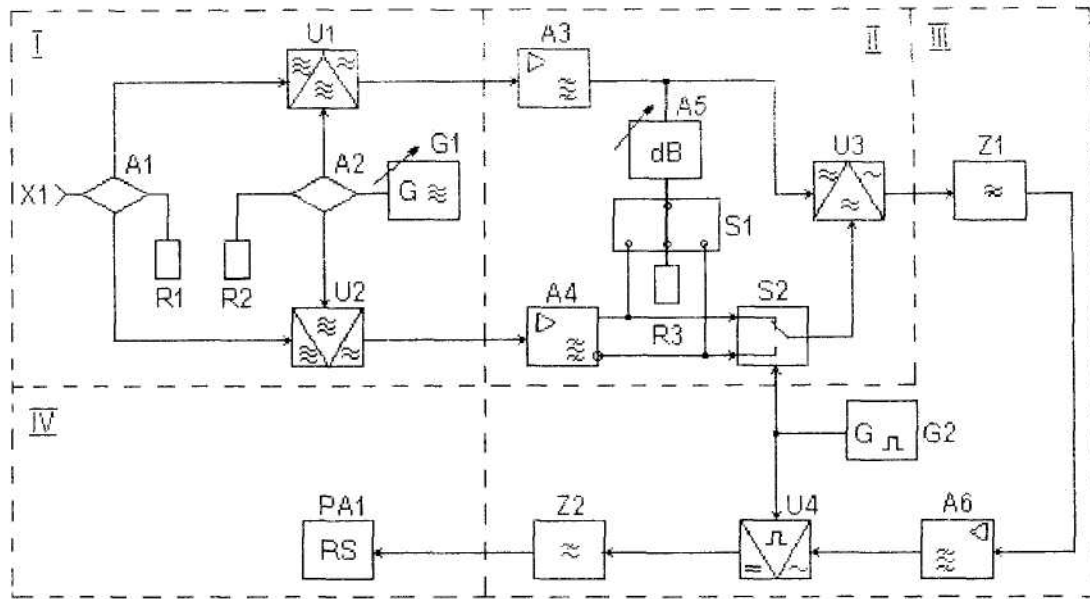 I
II
III
U1
A3
A5
A1
A2
G1
U3
Z1
X1
G
dB
S1
R1
R2
U2
A4
R3
S2
IV
G
G2
PA1
Z2
U4
A6
RS